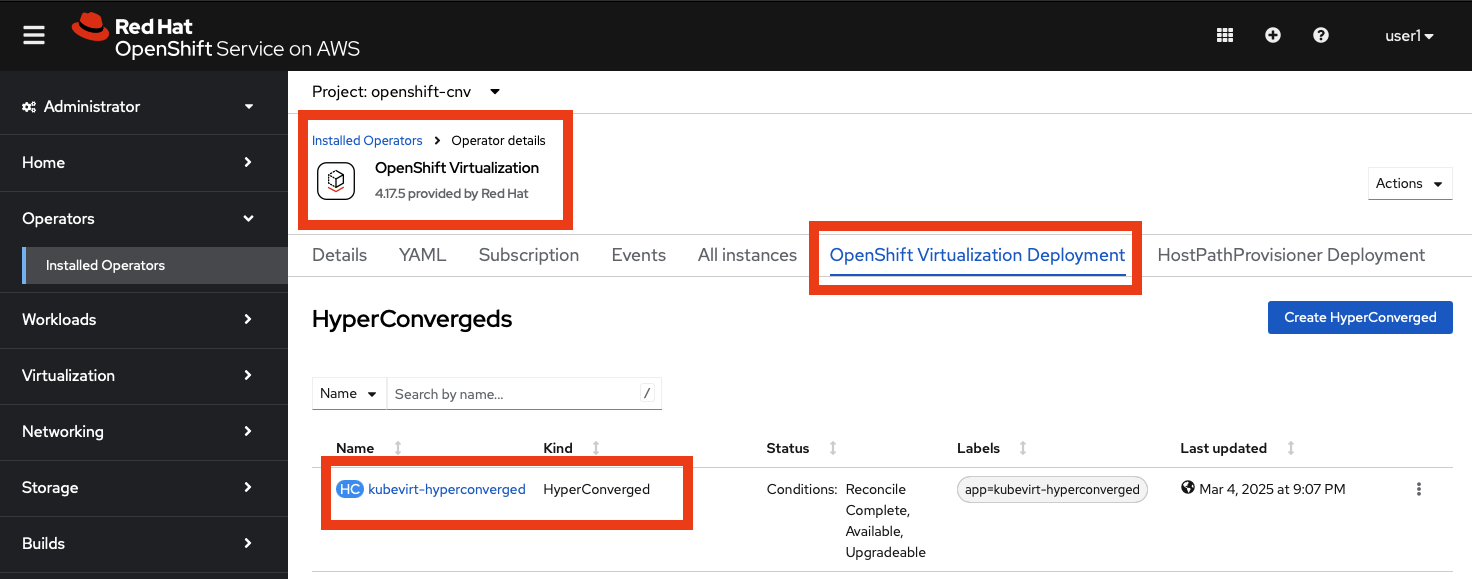 Red Hat
OpenShift Service on AWS
user1
Administrator
Home
Operators
Installed Operators
Workloads
Virtualization
Networking
Storage
Builds
Project: openshift-cnv
Installed Operators > Operator details
OpenShift Virtualization
4.17.5 provided by Red Hat
Actions
Details YAML Subscription Events All instances OpenShift Virtualization Deployment HostPathProvisioner Deployment
HyperConvergeds
Create HyperConverged
Name Search by name... /
Name Kind Status Labels Last updated
HC kubevirt-hyperconverged HyperConverged Conditions: Reconcile app=kubevirt-hyperconverged Mar 4, 2025 at 9:07 PM
Complete,
Available,
Upgradeable